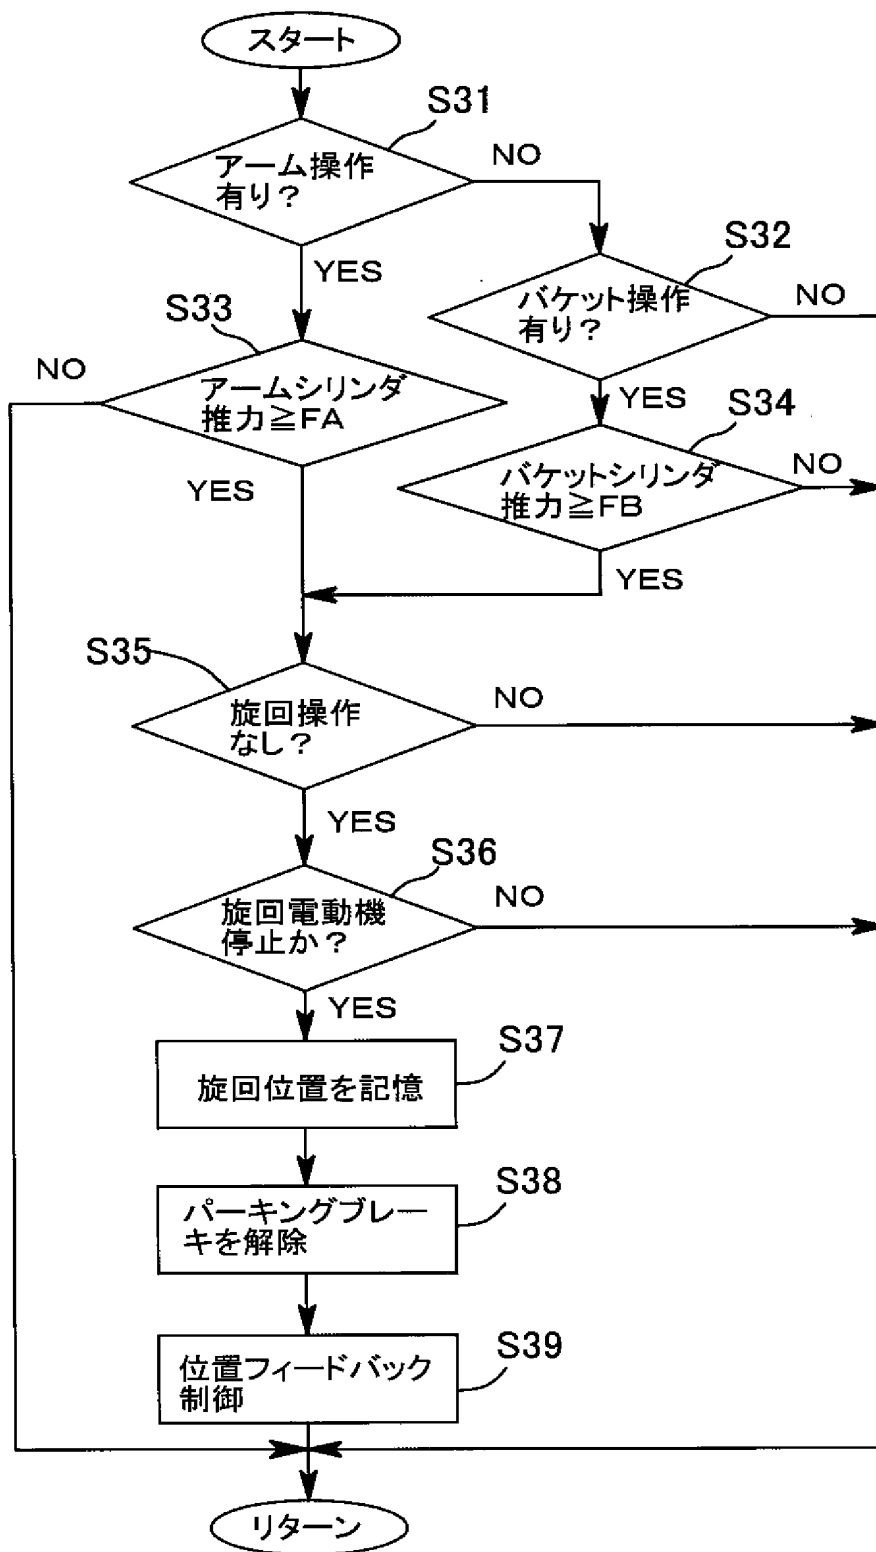 スタート
S31
アーム操作
有り？
NO
YES
S32
バケット操作
有り？
NO
YES
S33
アームシリンダ
推力≧FA
NO
YES
S34
バケットシリンダ
推力≧FB
NO
YES
S35
旋回操作
なし？
NO
YES
S36
旋回電動機
停止か？
NO
YES
S37
旋回位置を記憶
S38
パーキングブレー
キを解除
S39
位置フィードバック
制御
リターン